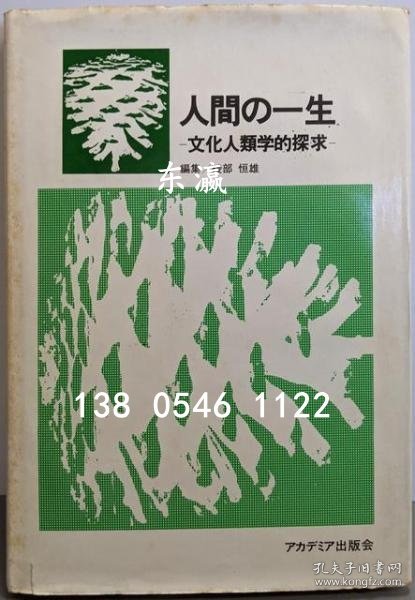 人間の一生
-文化人類学的探求-
編集 部 恒雄
东瀛
138 0546 1122
アカデミア出版会
孔夫子旧书网
www.kongfz.com